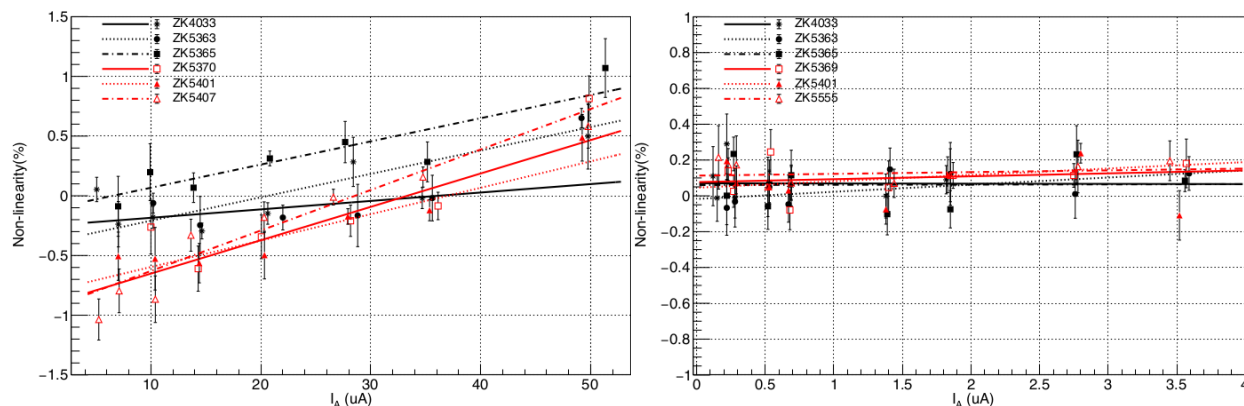 1.5
1
0.5
0
−0.5
−1
−1.5
Non-linearity(%)
ZK4033
ZK5363
ZK5365
ZK5370
ZK5401
ZK5407
10
20
30
40
50
I_A (uA)
1
0.8
0.6
0.4
0.2
0
−0.2
−0.4
−0.6
−0.8
−1
Non-linearity(%)
ZK4033
ZK5363
ZK5365
ZK5369
ZK5401
ZK5555
0
0.5
1
1.5
2
2.5
3
3.5
4
I_A (uA)